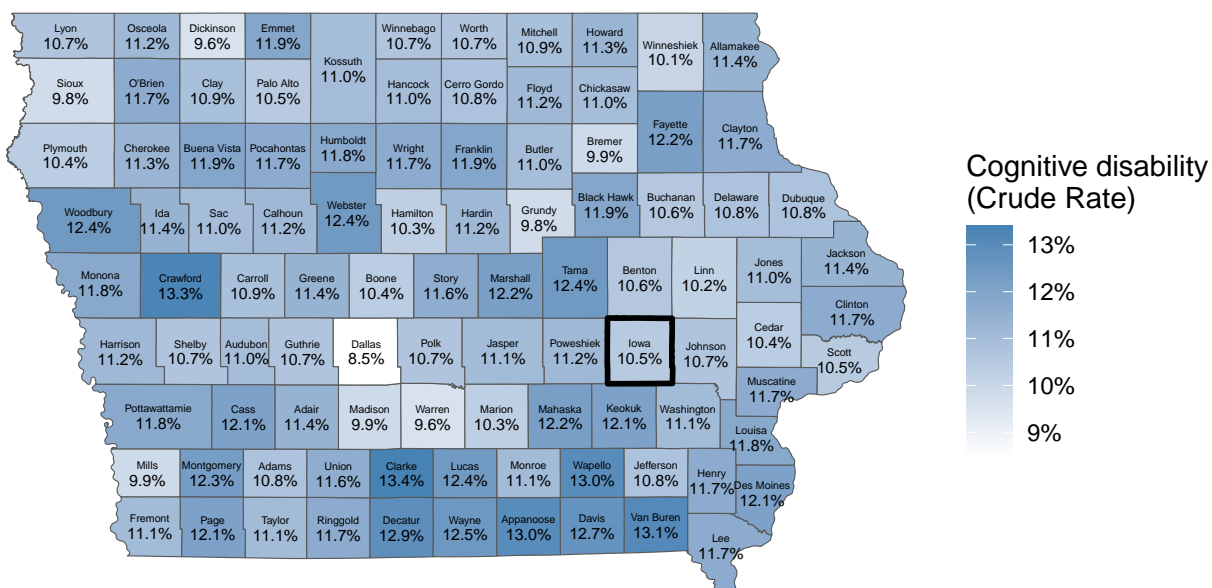 Lyon
10.7%
Osceola
11.2%
Dickinson
9.6%
Emmet
11.9%
Kossuth
11.0%
Winnebago
10.7%
Worth
10.7%
Mitchell
10.9%
Howard
11.3%
Winneshiek
10.1%
Allamakee
11.4%
Sioux
9.8%
O'Brien
11.7%
Clay
10.9%
Palo Alto
10.5%
Hancock
11.0%
Cerro Gordo
10.8%
Floyd
11.2%
Chickasaw
11.0%
Fayette
12.2%
Clayton
11.7%
Plymouth
10.4%
Cherokee
11.3%
Buena Vista
11.9%
Pocahontas
11.7%
Humboldt
11.8%
Wright
11.7%
Franklin
11.9%
Butler
11.0%
Bremer
9.9%
Woodbury
12.4%
Ida
11.4%
Sac
11.0%
Calhoun
11.2%
Webster
12.4%
Hamilton
10.3%
Hardin
11.2%
Grundy
9.8%
Black Hawk
11.9%
Buchanan
10.6%
Delaware
10.8%
Dubuque
10.8%
Monona
11.8%
Crawford
13.3%
Carroll
10.9%
Greene
11.4%
Boone
10.4%
Story
11.6%
Marshall
12.2%
Tama
12.4%
Benton
10.6%
Linn
10.2%
Jones
11.0%
Jackson
11.4%
Clinton
11.7%
Harrison
11.2%
Shelby
10.7%
Audubon
11.0%
Guthrie
10.7%
Dallas
8.5%
Polk
10.7%
Jasper
11.1%
Poweshiek
11.2%
Iowa
10.5%
Johnson
10.7%
Cedar
10.4%
Scott
10.5%
Muscatine
11.7%
Pottawattamie
11.8%
Cass
12.1%
Adair
11.4%
Madison
9.9%
Warren
9.6%
Marion
10.3%
Mahaska
12.2%
Keokuk
12.1%
Washington
11.1%
Louisa
11.8%
Mills
9.9%
Montgomery
12.3%
Adams
10.8%
Union
11.6%
Clarke
13.4%
Lucas
12.4%
Monroe
11.1%
Wapello
13.0%
Jefferson
10.8%
Henry
11.7%
Des Moines
12.1%
Fremont
11.1%
Page
12.1%
Taylor
11.1%
Ringgold
11.7%
Decatur
12.9%
Wayne
12.5%
Appanoose
13.0%
Davis
12.7%
Van Buren
13.1%
Lee
11.7%
Cognitive disability
(Crude Rate)
13%
12%
11%
10%
9%